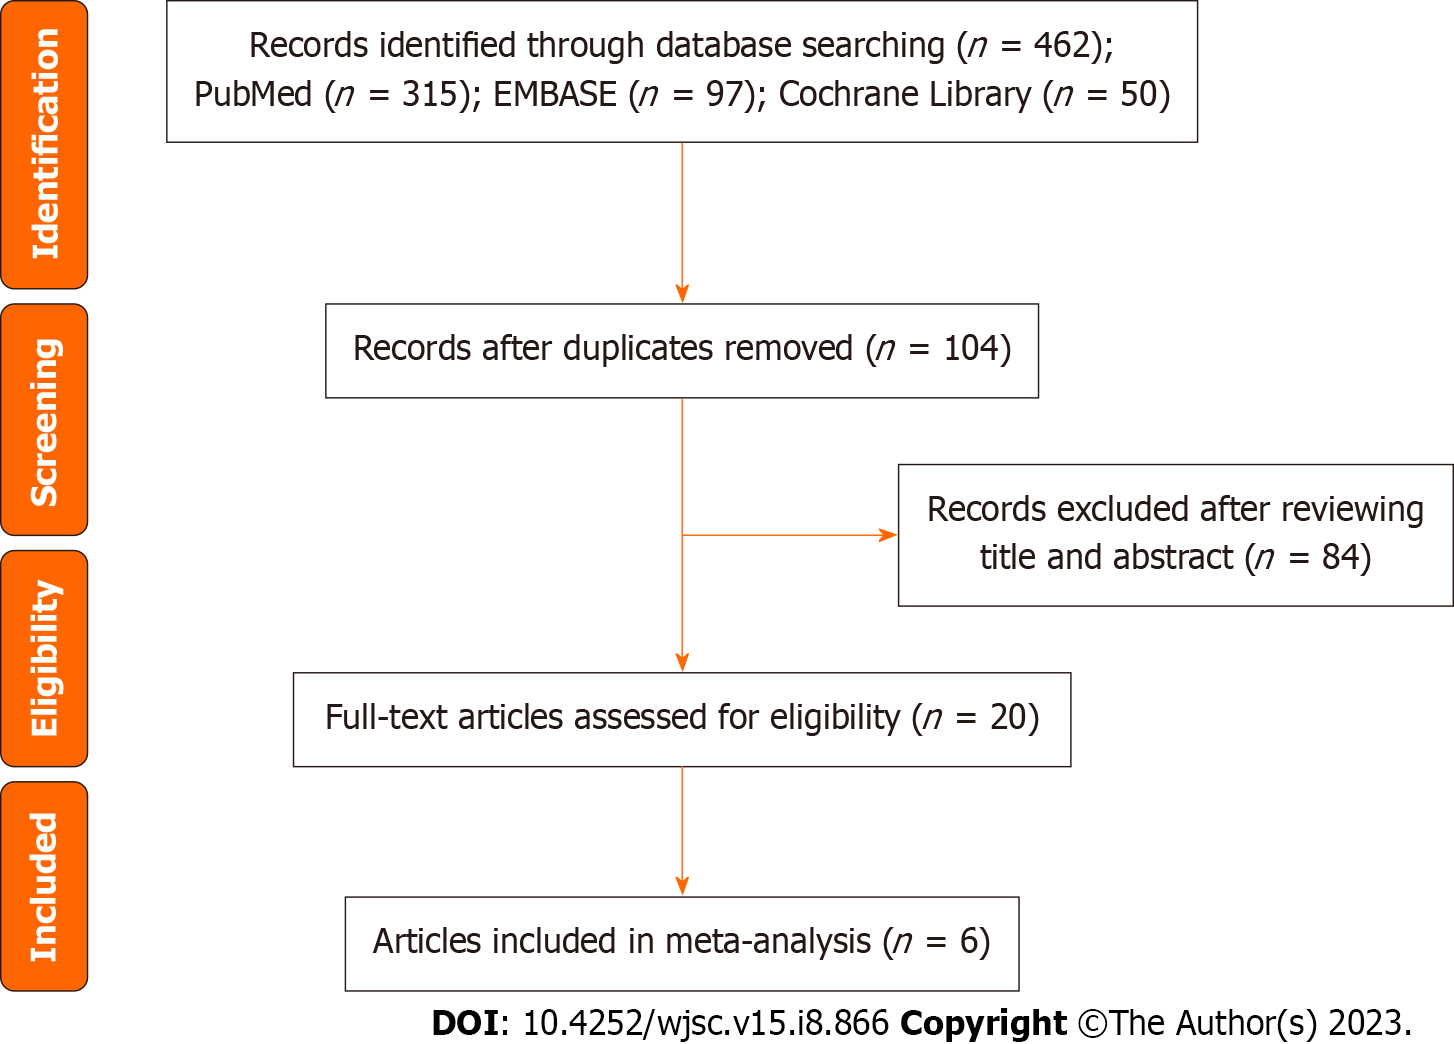 Identification
Records identified through database searching (n = 462);
PubMed (n = 315); EMBASE (n = 97); Cochrane Library (n = 50)
Screening
Records after duplicates removed (n = 104)
Records excluded after reviewing
title and abstract (n = 84)
Eligibility
Full-text articles assessed for eligibility (n = 20)
Included
Articles included in meta-analysis (n = 6)
DOI: 10.4252/wjsc.v15.i8.866 Copyright ©The Author(s) 2023.